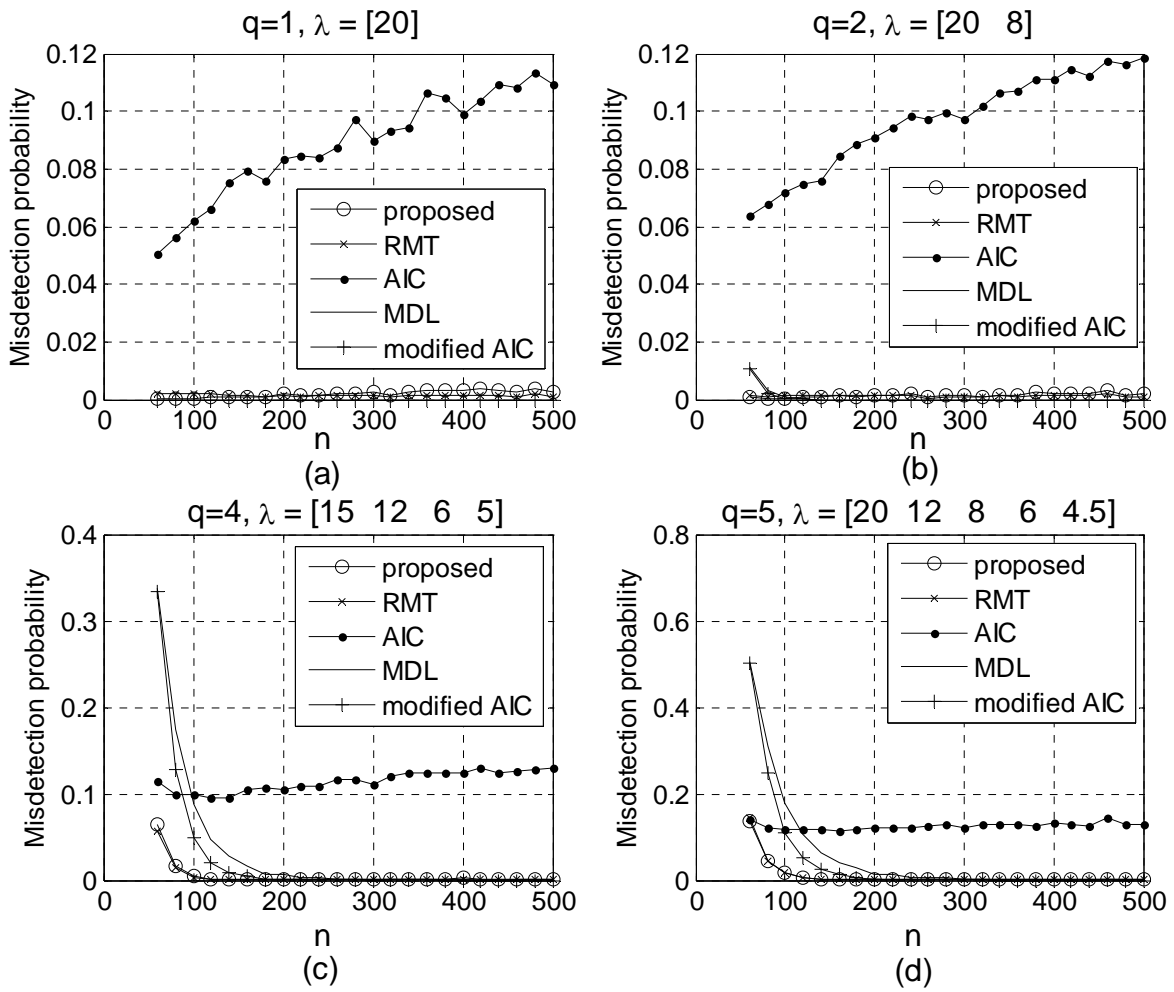 q=1, λ = [20]
Misdetection probability
0.12
0.1
0.08
0.06
0.04
0.02
0
0 100 200 300 400 500
proposed
RMT
AIC
MDL
modified AIC
n
(a)
q=2, λ = [20 8]
Misdetection probability
0.12
0.1
0.08
0.06
0.04
0.02
0
0 100 200 300 400 500
proposed
RMT
AIC
MDL
modified AIC
n
(b)
q=4, λ = [15 12 6 5]
Misdetection probability
0.4
0.3
0.2
0.1
0
0 100 200 300 400 500
proposed
RMT
AIC
MDL
modified AIC
n
(c)
q=5, λ = [20 12 8 6 4.5]
Misdetection probability
0.8
0.6
0.4
0.2
0
0 100 200 300 400 500
proposed
RMT
AIC
MDL
modified AIC
n
(d)